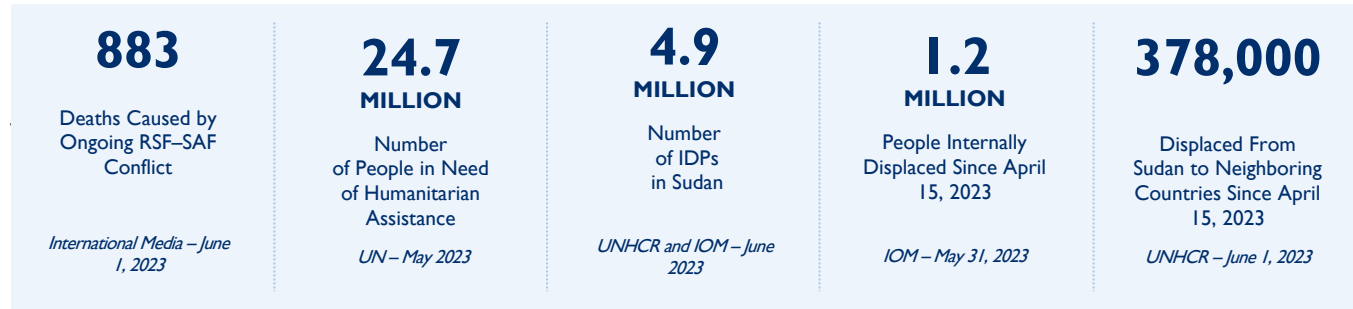 883
Deaths Caused by
Ongoing RSF–SAF
Conflict
International Media – June
1, 2023
24.7
MILLION
Number
of People in Need
of Humanitarian
Assistance
UN – May 2023
4.9
MILLION
Number
of IDPs
in Sudan
UNHCR and IOM – June
2023
1.2
MILLION
People Internally
Displaced Since April
15, 2023
IOM – May 31, 2023
378,000
Displaced From
Sudan to Neighboring
Countries Since April
15, 2023
UNHCR – June 1, 2023